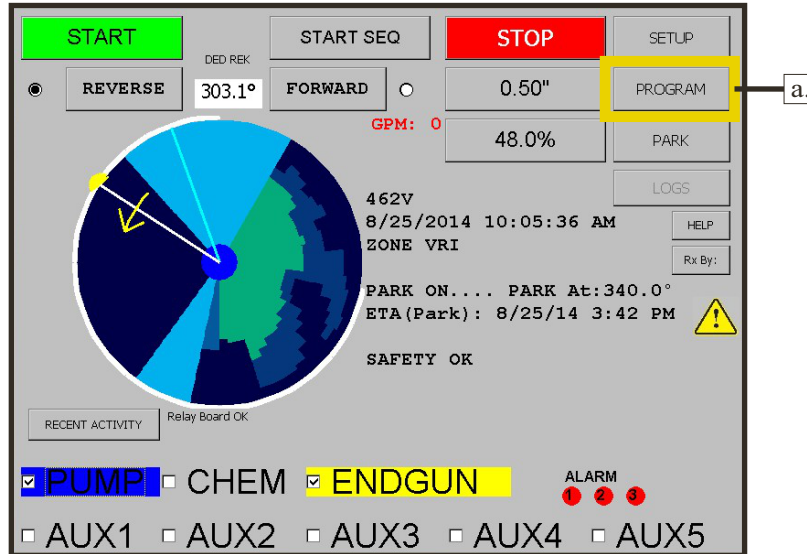 START
START SEQ
STOP
SETUP
DED REK
REVERSE
303.1°
FORWARD
0.50"
PROGRAM
a.
GPM: 0
48.0%
PARK
LOGS
462V
8/25/2014 10:05:36 AM
HELP
ZONE VRI
Rx By:
PARK ON.... PARK At:340.0°
ETA(Park): 8/25/14 3:42 PM
SAFETY OK
RECENT ACTIVITY
Relay Board OK
PUMP
CHEM
ENDGUN
ALARM
1 2 3
AUX1
AUX2
AUX3
AUX4
AUX5